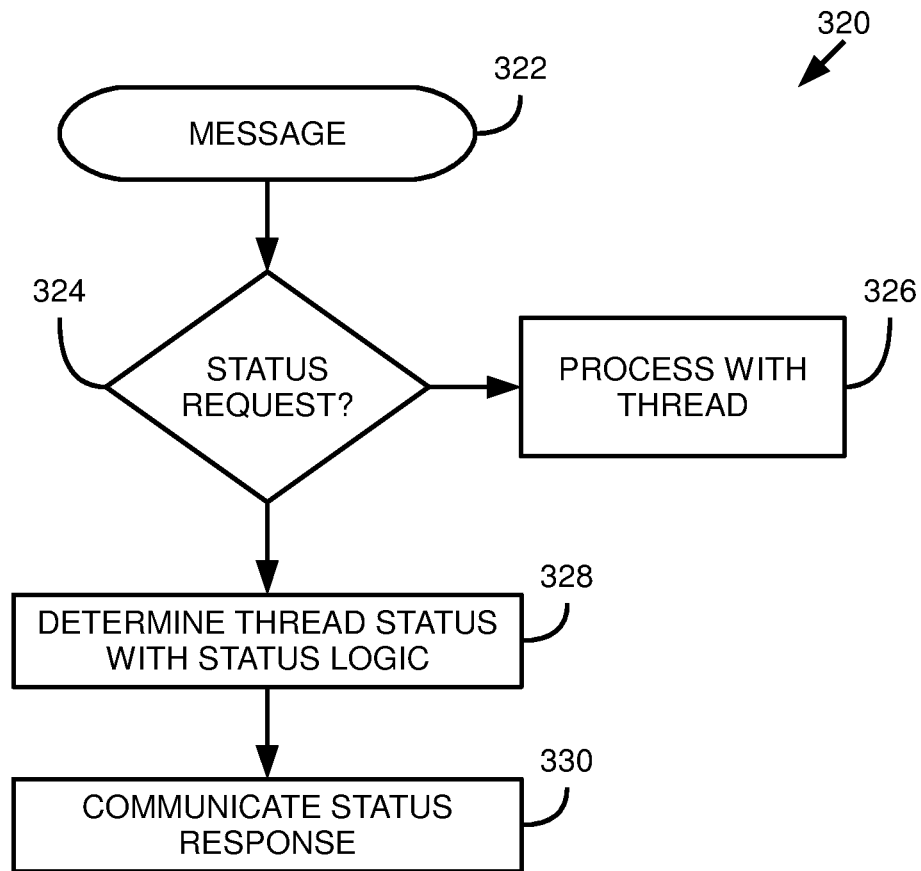 320
322
MESSAGE
324
326
STATUS
REQUEST?
PROCESS WITH
THREAD
328
DETERMINE THREAD STATUS
WITH STATUS LOGIC
330
COMMUNICATE STATUS
RESPONSE